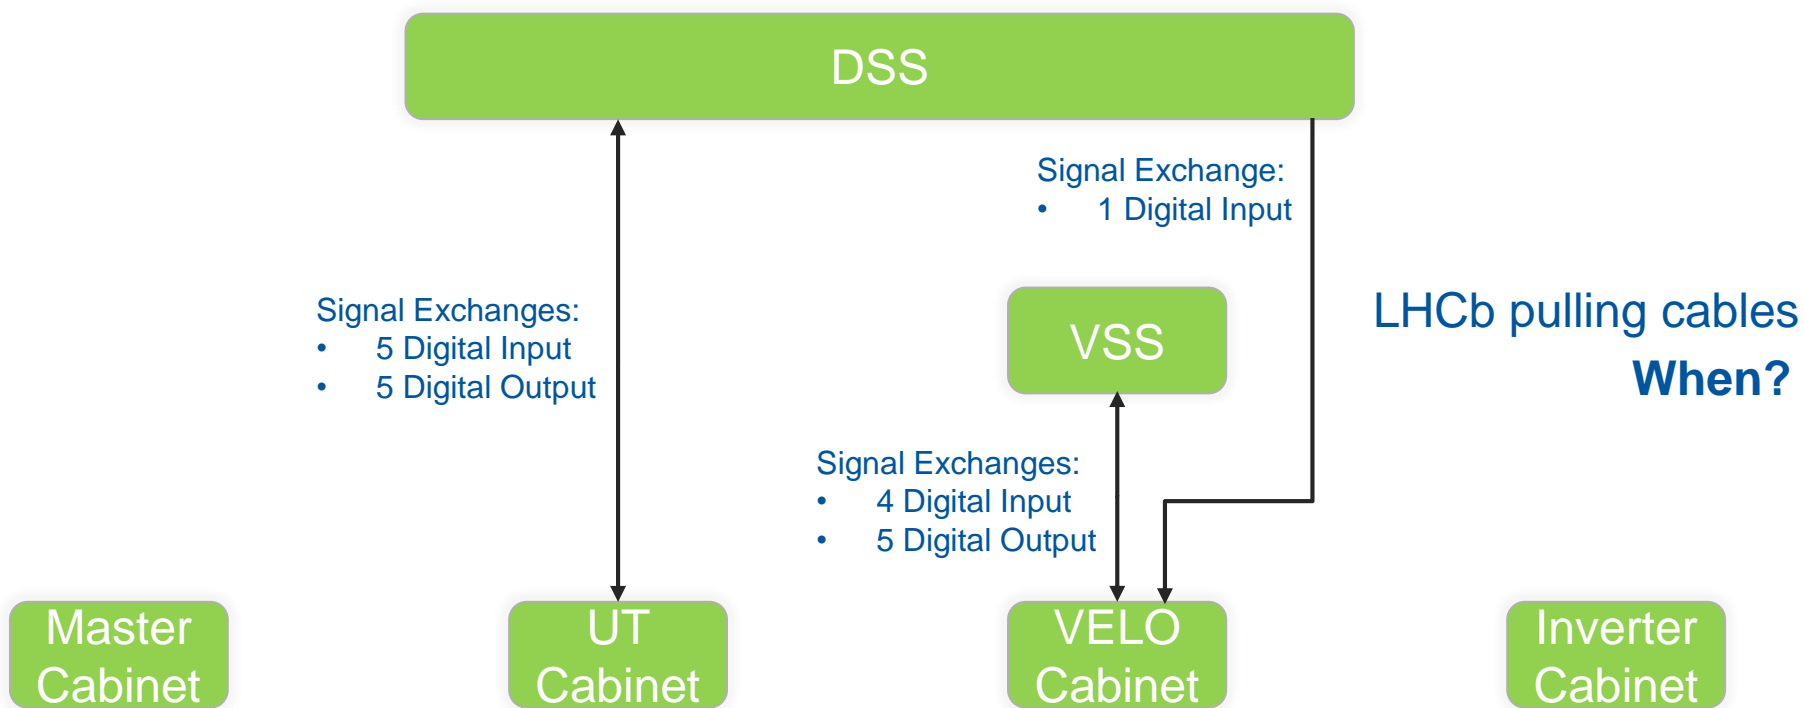 DSS
Signal Exchange:
• 1 Digital Input
Signal Exchanges:
• 5 Digital Input
• 5 Digital Output
VSS
LHCb pulling cables
When?
Signal Exchanges:
• 4 Digital Input
• 5 Digital Output
Master
Cabinet
UT
Cabinet
VELO
Cabinet
Inverter
Cabinet